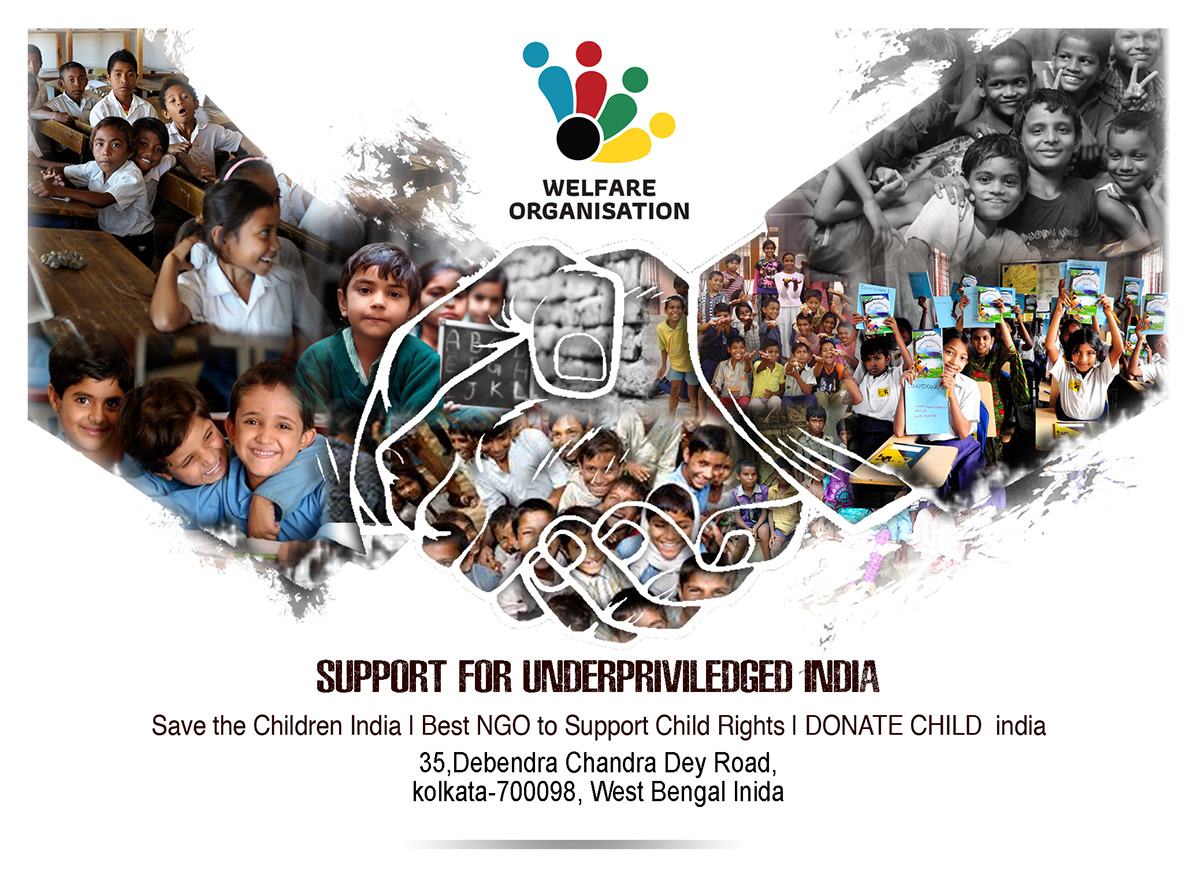 WELFARE
ORGANISATION
A B
E G H
J K L
COUNTDOWN
SUPPORT FOR UNDERPRIVILEDGED INDIA
Save the Children India l Best NGO to Support Child Rights l DONATE CHILD india
35,Debendra Chandra Dey Road,
kolkata-700098, West Bengal Inida